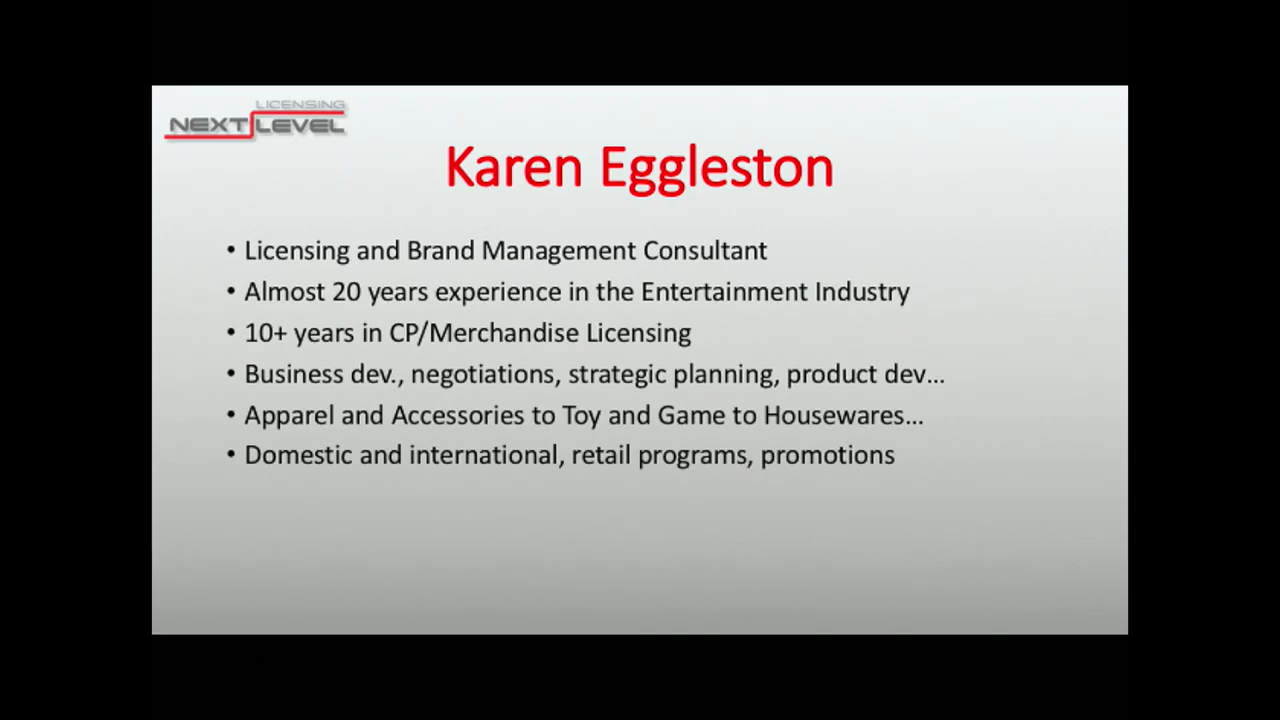 LICENSING
NEXT LEVEL
Karen Eggleston
• Licensing and Brand Management Consultant
• Almost 20 years experience in the Entertainment Industry
• 10+ years in CP/Merchandise Licensing
• Business dev., negotiations, strategic planning, product dev…
• Apparel and Accessories to Toy and Game to Housewares…
• Domestic and international, retail programs, promotions